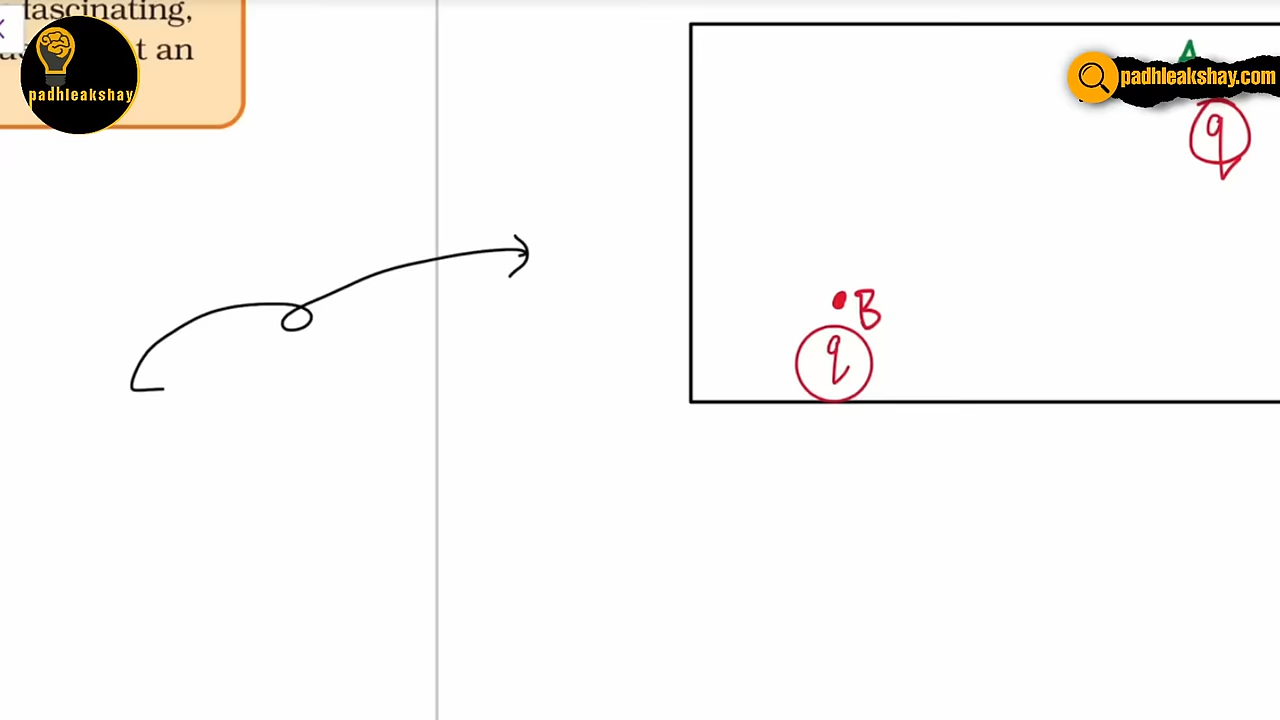 fascinating,
t an
padhleakshay
A
padhleakshay.com
q
B
q